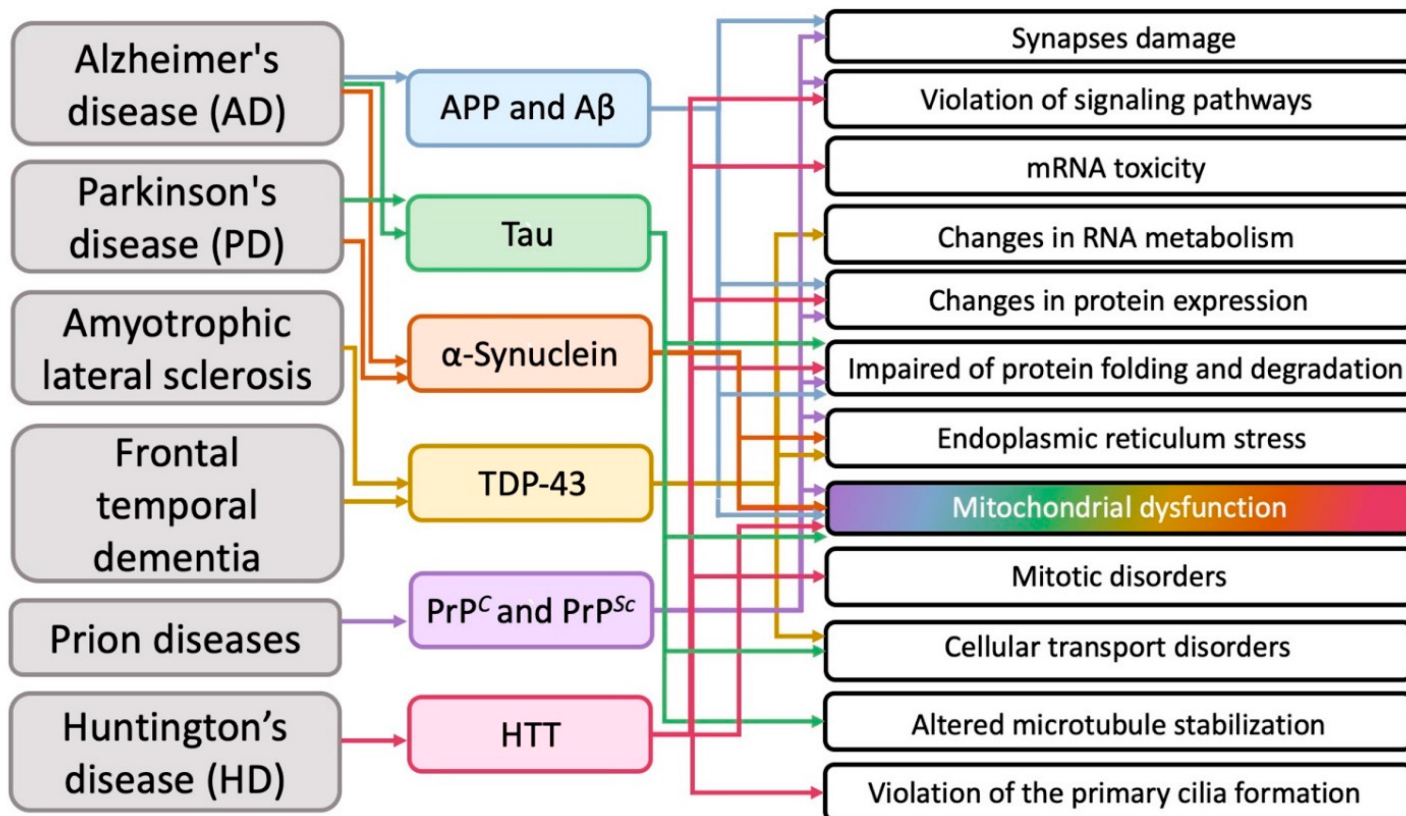 Alzheimer's
disease (AD)
Parkinson's
disease (PD)
Amyotrophic
lateral sclerosis
Frontal
temporal
dementia
Prion diseases
Huntington’s
disease (HD)
APP and Aβ
Tau
α-Synuclein
TDP-43
PrPC and PrPSc
HTT
Synapses damage
Violation of signaling pathways
mRNA toxicity
Changes in RNA metabolism
Changes in protein expression
Impaired of protein folding and degradation
Endoplasmic reticulum stress
Mitochondrial dysfunction
Mitotic disorders
Cellular transport disorders
Altered microtubule stabilization
Violation of the primary cilia formation